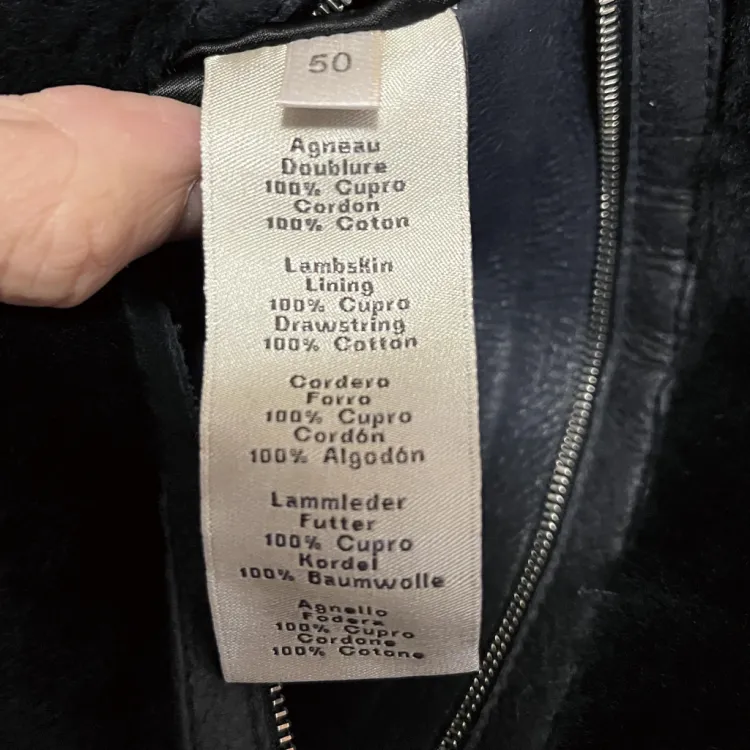 50
Agneau
Doublure
100% Cupro
Cordon
100% Coton
Lambskin
Lining
100% Cupro
Drawstring
100% Cotton
Cordero
Forro
100% Cupro
Cordón
100% Algodón
Lammleder
Futter
100% Cupro
Kordel
100% Baumwolle
Agnello
Fodera
100% Cupro
Cordone
100% Cotone